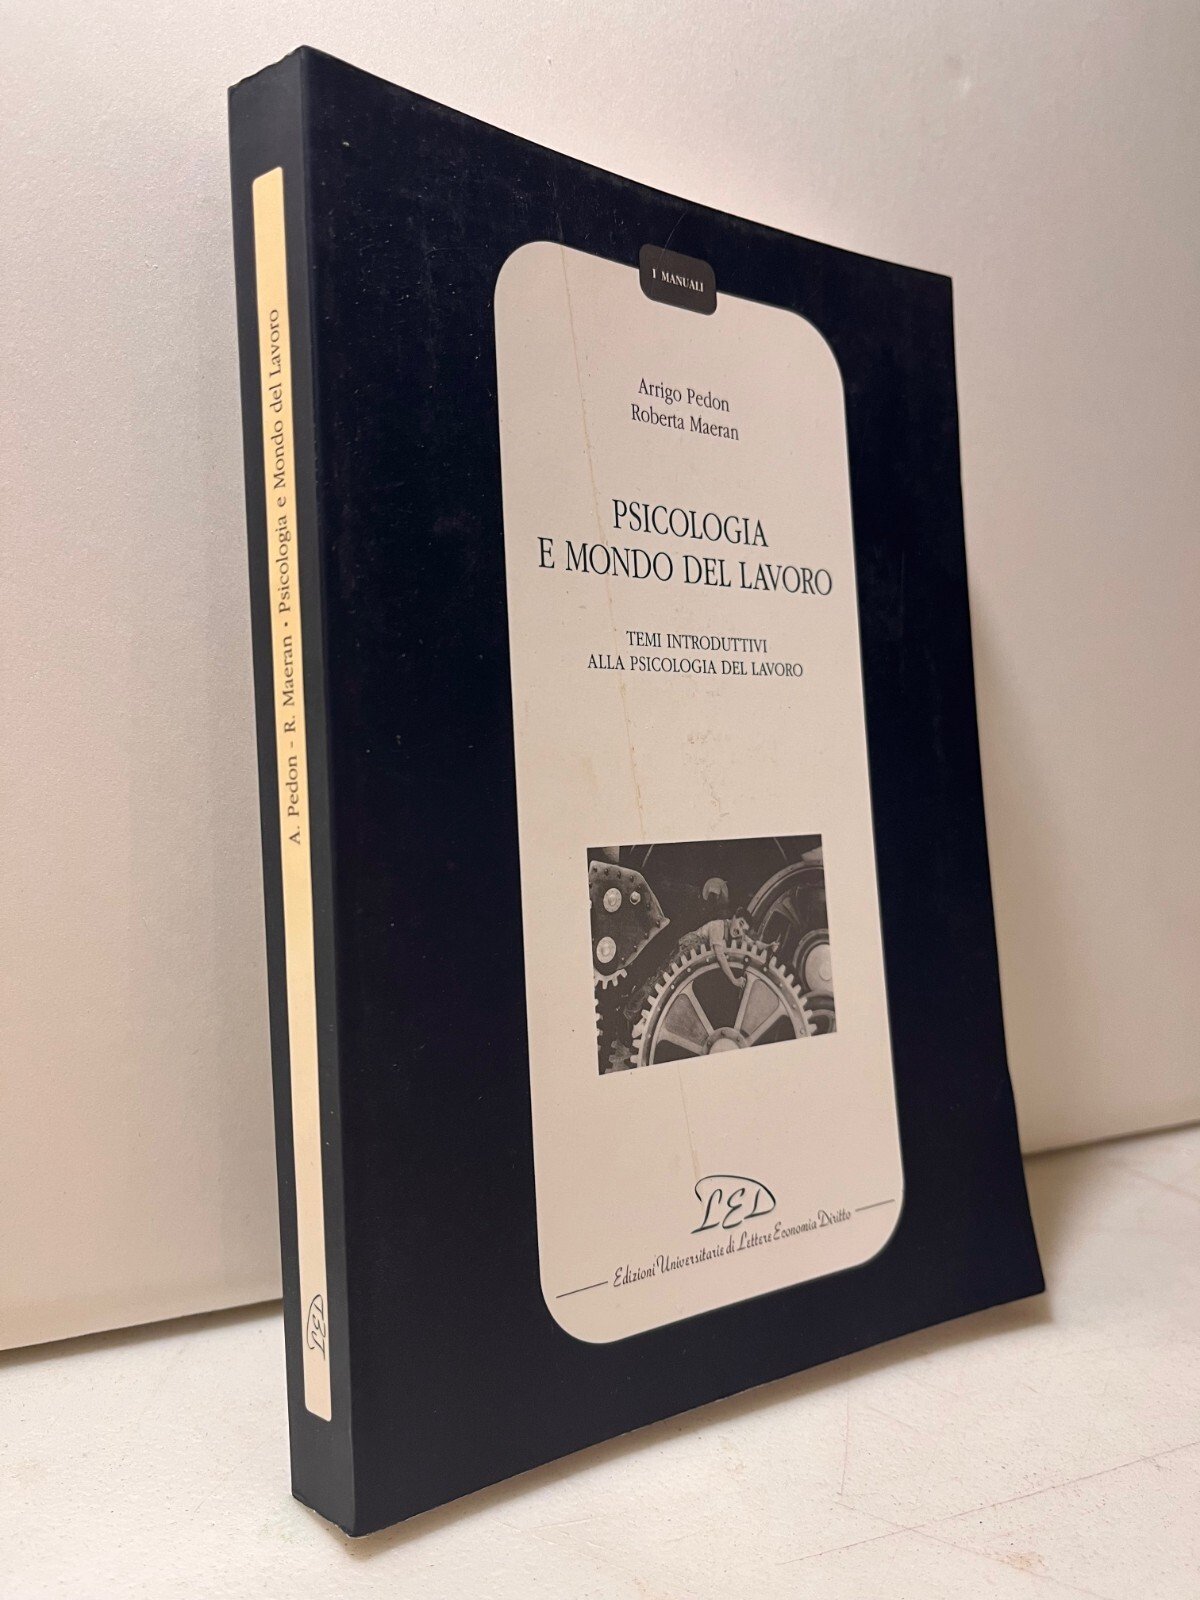 A. Pedon - R. Maeran • Psicologia e Mondo del Lavoro
LED
I MANUALI
Arrigo Pedon
Roberta Maeran
PSICOLOGIA
E MONDO DEL LAVORO
TEMI INTRODUTTIVI
ALLA PSICOLOGIA DEL LAVORO
LED
Edizioni Universitarie di Lettere Economia Diritto